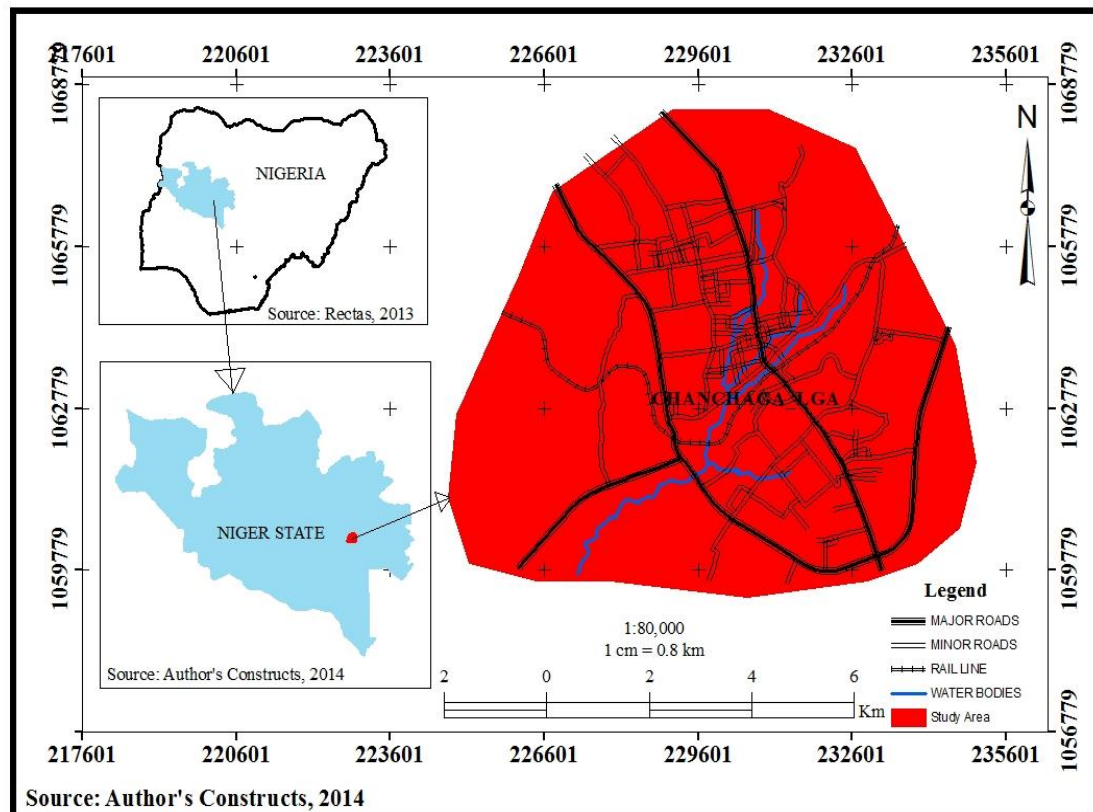 217601 220601 223601 226601 229601 232601 235601
1068779
1068779
NIGERIA
Source: Rectas, 2013
N
1065779
1065779
CHANCHAGA_LGA
1062779
1062779
NIGER STATE
Source: Author's Constructs, 2014
1059779
1059779
Legend
MAJOR ROADS
MINOR ROADS
RAIL LINE
WATER BODIES
Study Area
1:80,000
1 cm = 0.8 km
2 0 2 4 6
Km
1056779
1056779
217601 220601 223601 226601 229601 232601 235601
Source: Author's Constructs, 2014